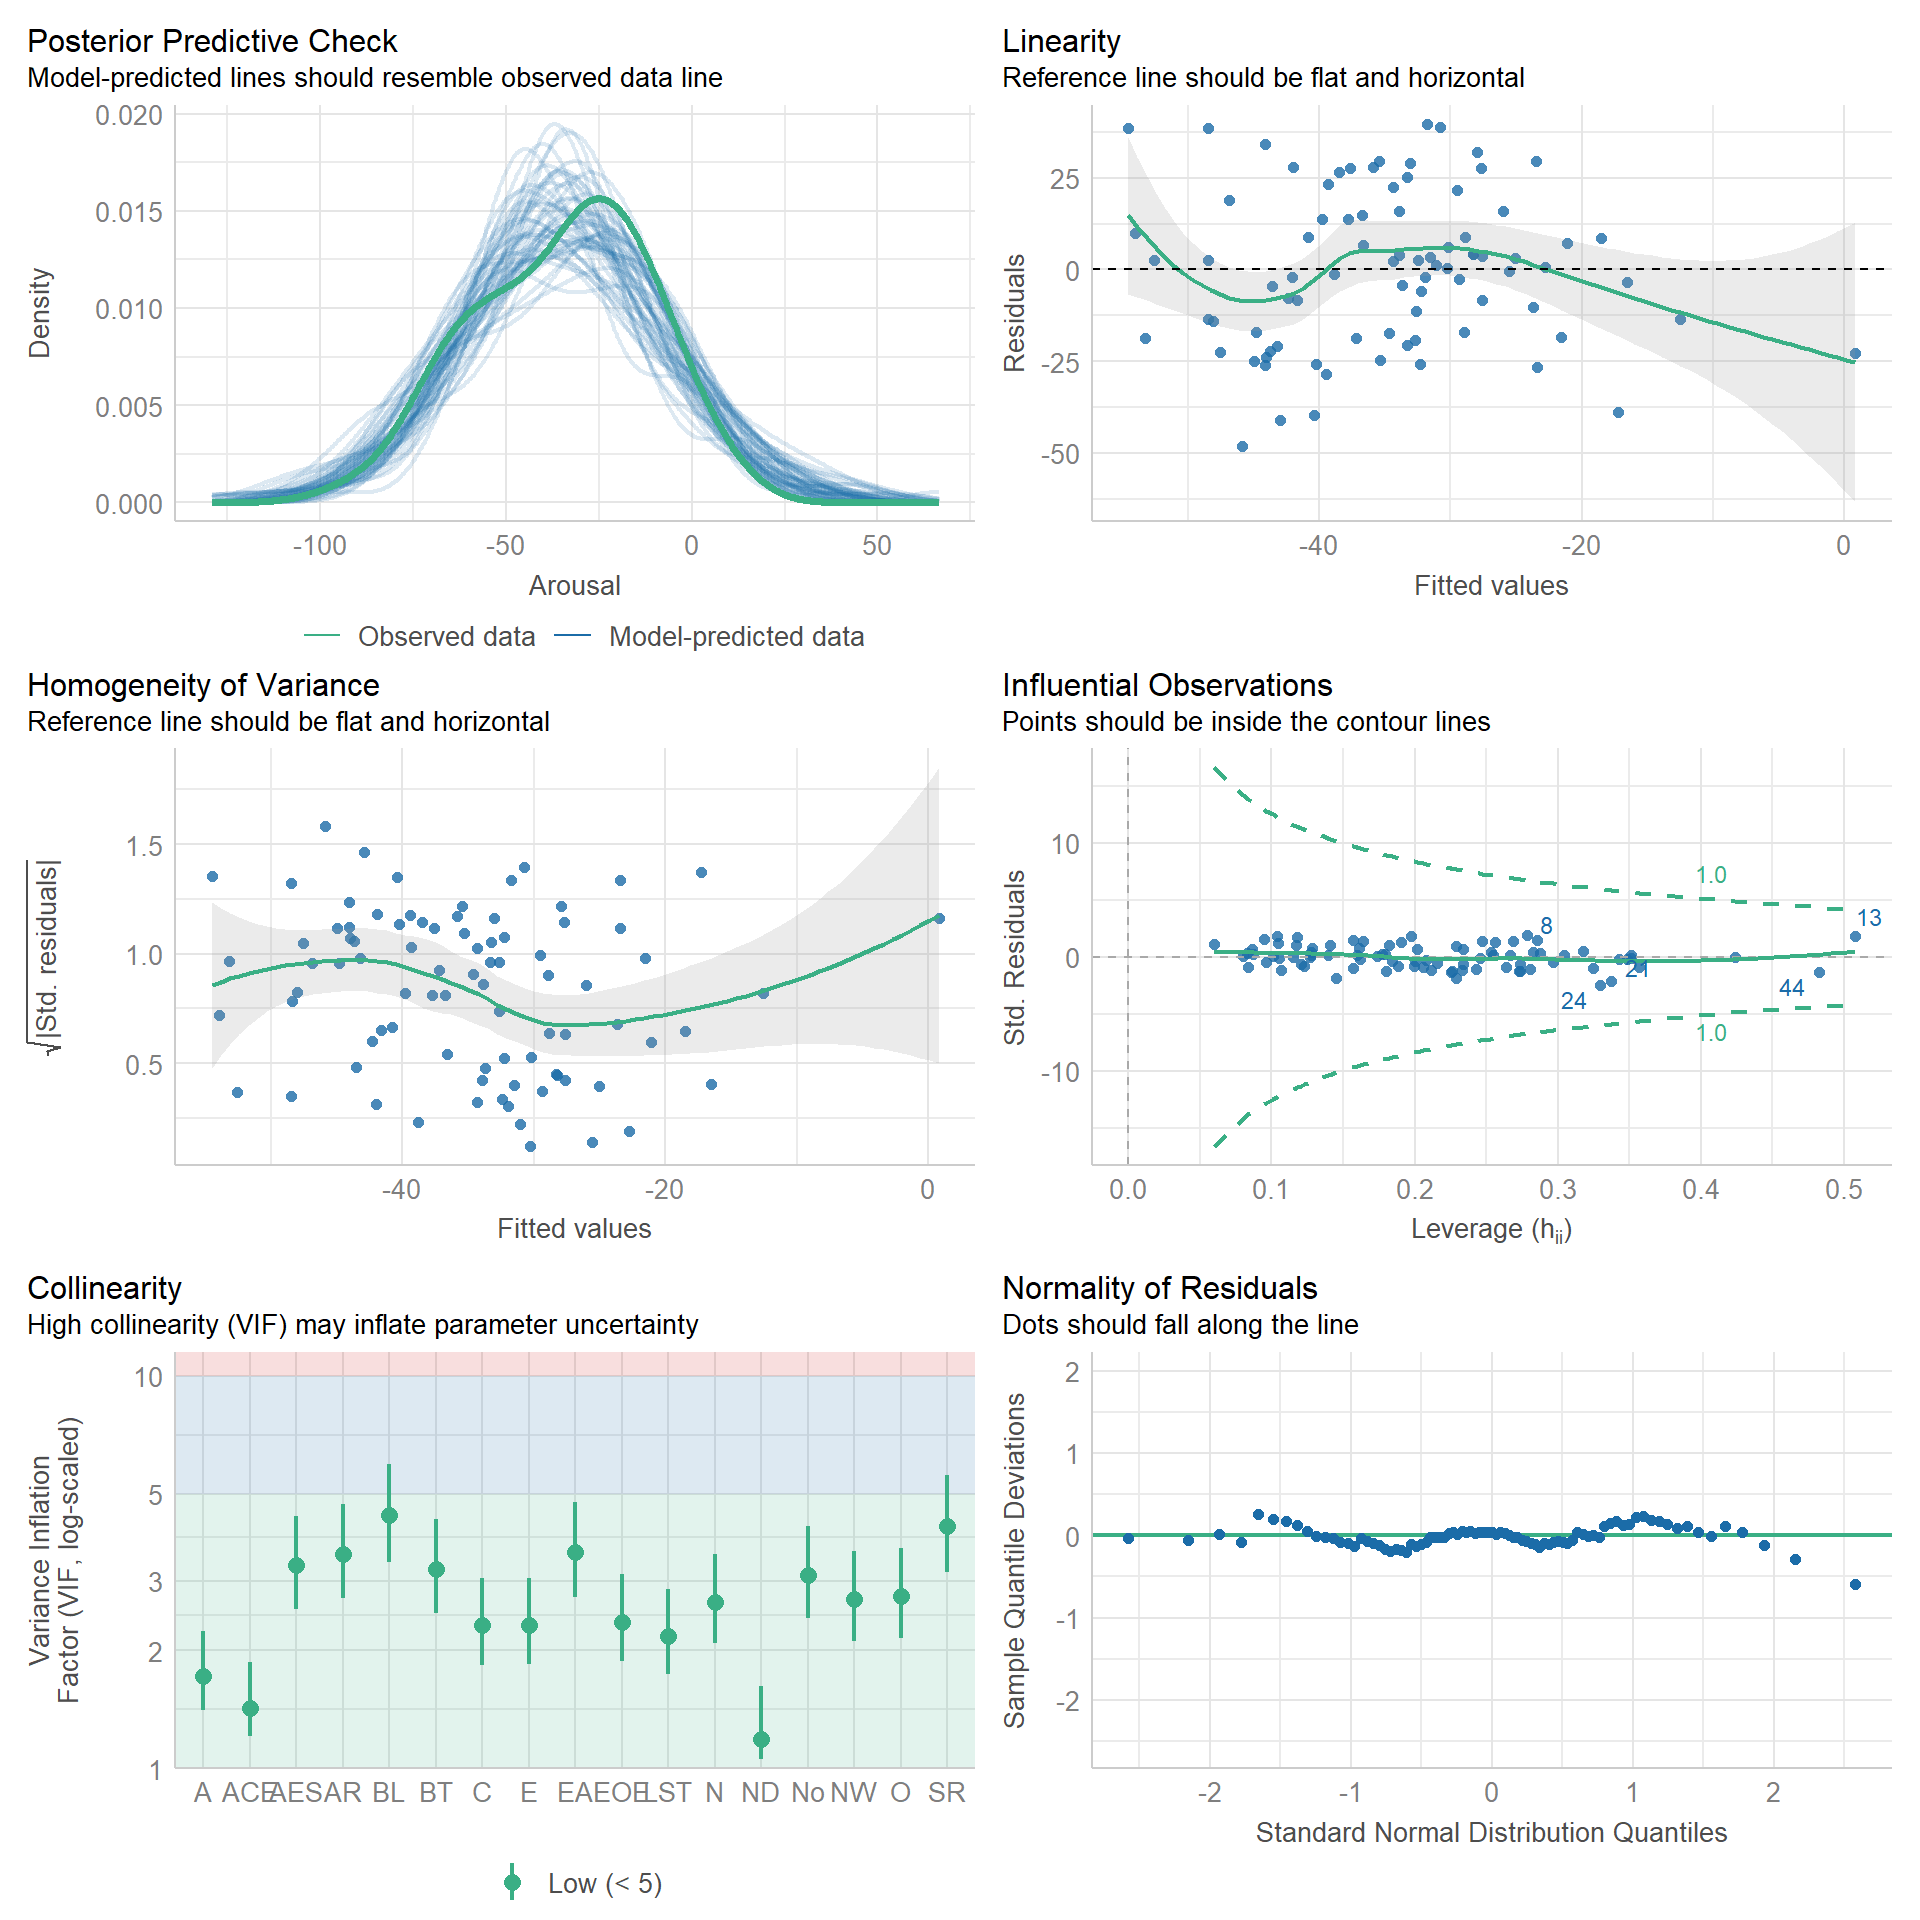 Posterior Predictive Check
Model-predicted lines should resemble observed data line
0.020
0.015
0.010
0.005
0.000
Density
-100
-50
0
50
Arousal
Observed data
Model-predicted data
Linearity
Reference line should be flat and horizontal
25
0
-25
-50
Residuals
-40
-20
0
Fitted values
Homogeneity of Variance
Reference line should be flat and horizontal
1.5
1.0
0.5
√|Std. residuals|
-40
-20
0
Fitted values
Influential Observations
Points should be inside the contour lines
10
0
-10
Std. Residuals
1.0
13
8
21
44
24
1.0
0.0
0.1
0.2
0.3
0.4
0.5
Leverage (hii)
Collinearity
High collinearity (VIF) may inflate parameter uncertainty
10
5
3
2
1
Variance Inflation
Factor (VIF, log-scaled)
A
ACE
AES
AR
BL
BT
C
E
EA
EOE
LST
N
ND
No
NW
O
SR
Low (< 5)
Normality of Residuals
Dots should fall along the line
2
1
0
-1
-2
Sample Quantile Deviations
-2
-1
0
1
2
Standard Normal Distribution Quantiles